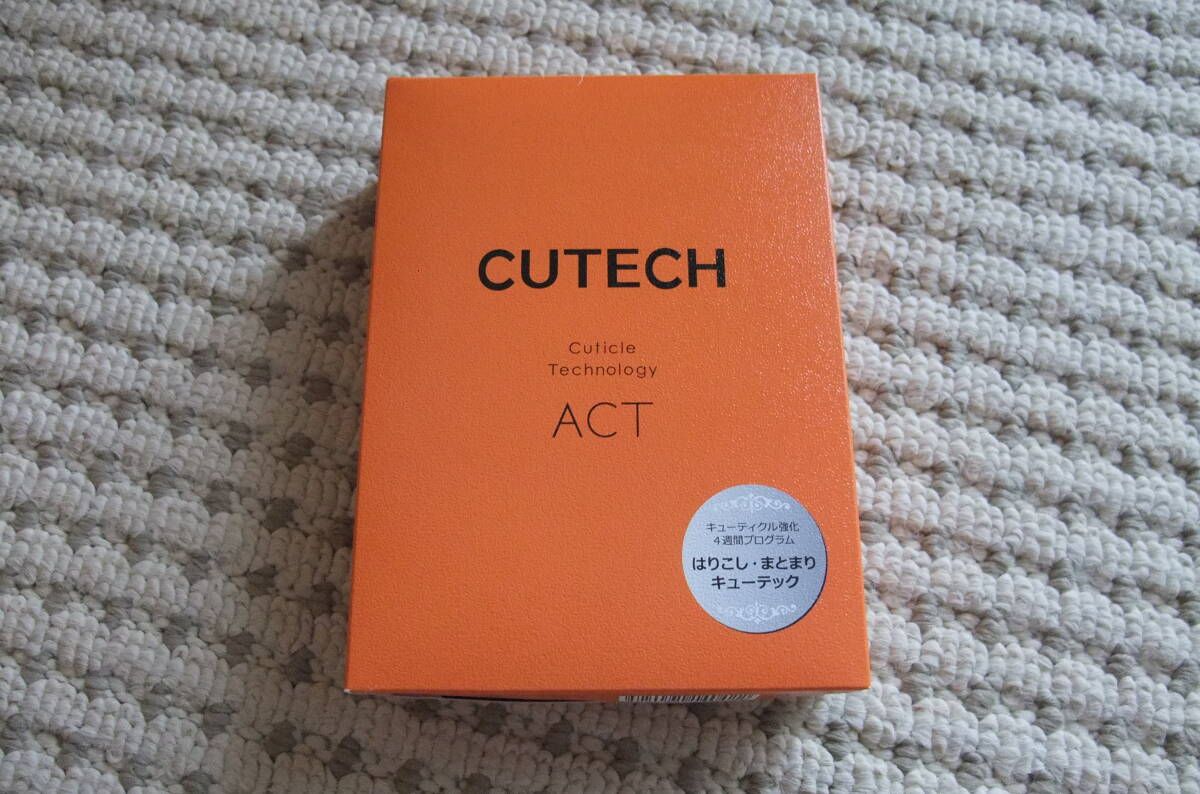 CUTECH
Cuticle
Technology
ACT
キューティクル強化
4週間プログラム
はりこし・まとまり
キューテック